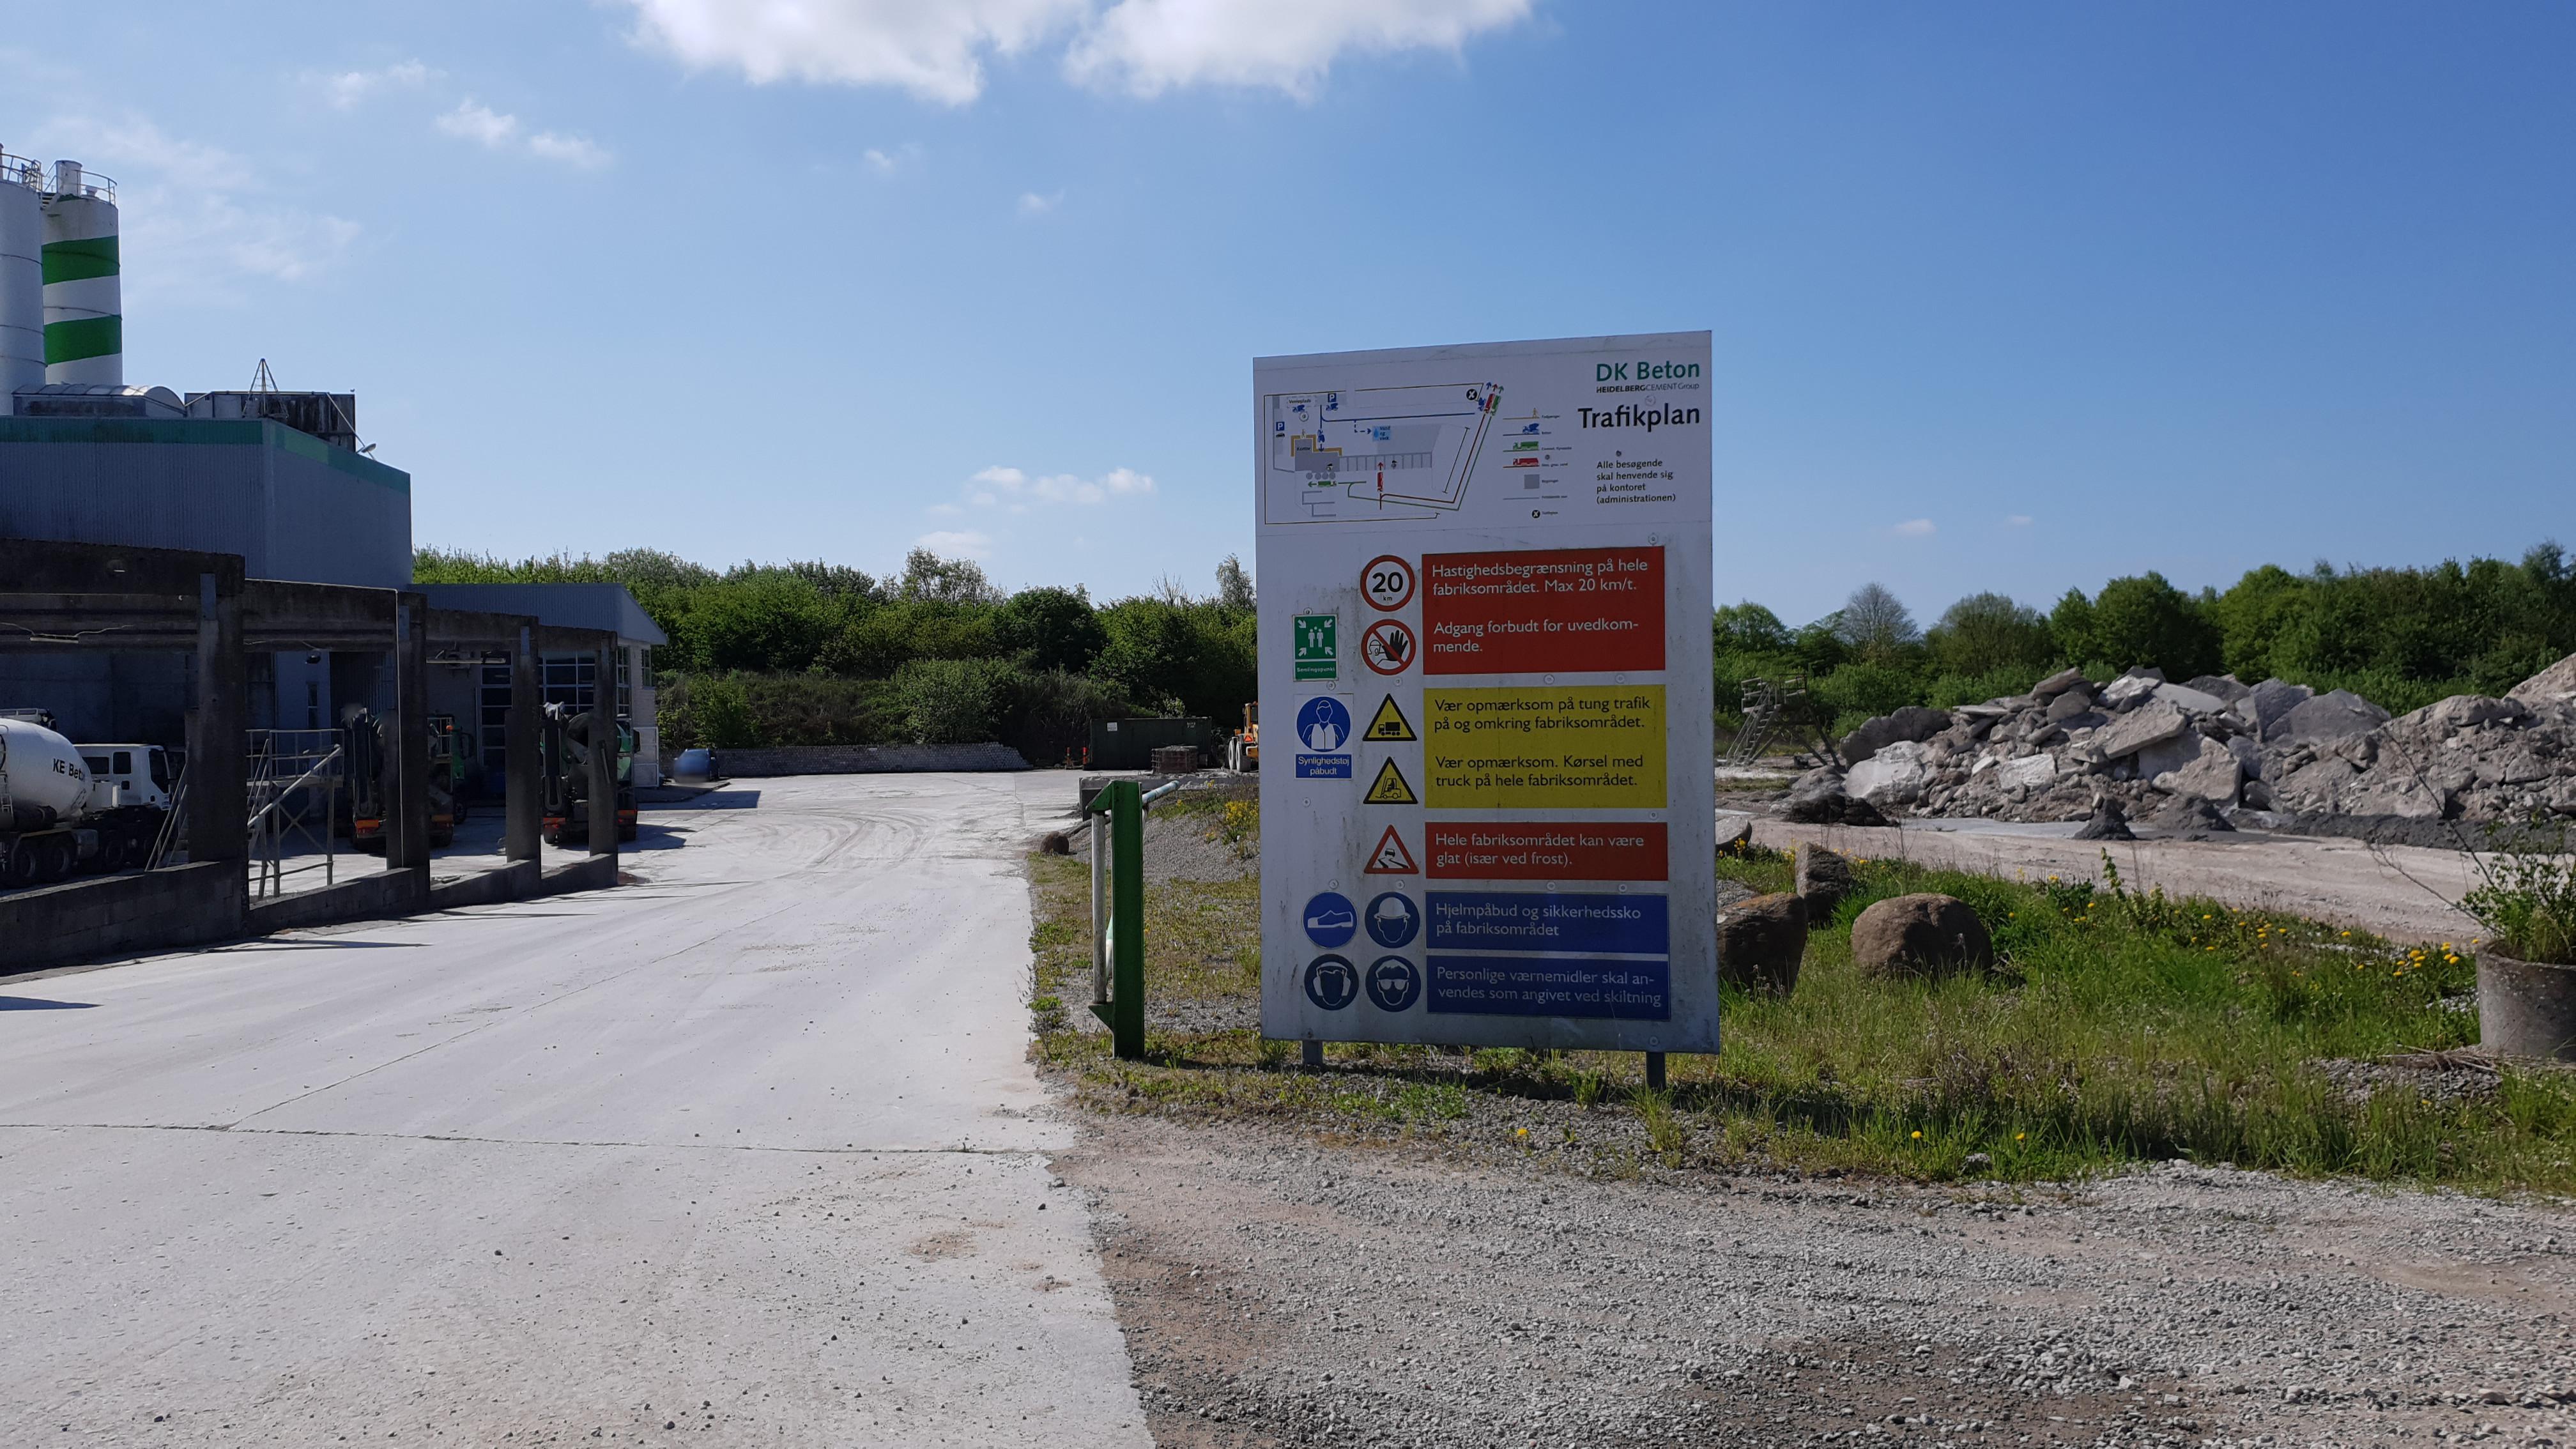 DK Beton
HEIDELBERGCEMENT Group
Trafikplan
P
P
Alle besøgende
skal henvende sig
på kontoret
(administrationen)
20
km
Hastighedsbegrænsning på hele
fabriksområdet. Max 20 km/t.
Adgang forbudt for uvedkom-
mende.
Samlingspunkt
Synlighedstøj
påbudt
Vær opmærksom på tung trafik
på og omkring fabriksområdet.
Vær opmærksom. Kørsel med
truck på hele fabriksområdet.
Hele fabriksområdet kan være
glat (især ved frost).
Hjelmpåbud og sikkerhedssko
på fabriksområdet
Personlige værnemidler skal an-
vendes som angivet ved skiltning
KE Bet